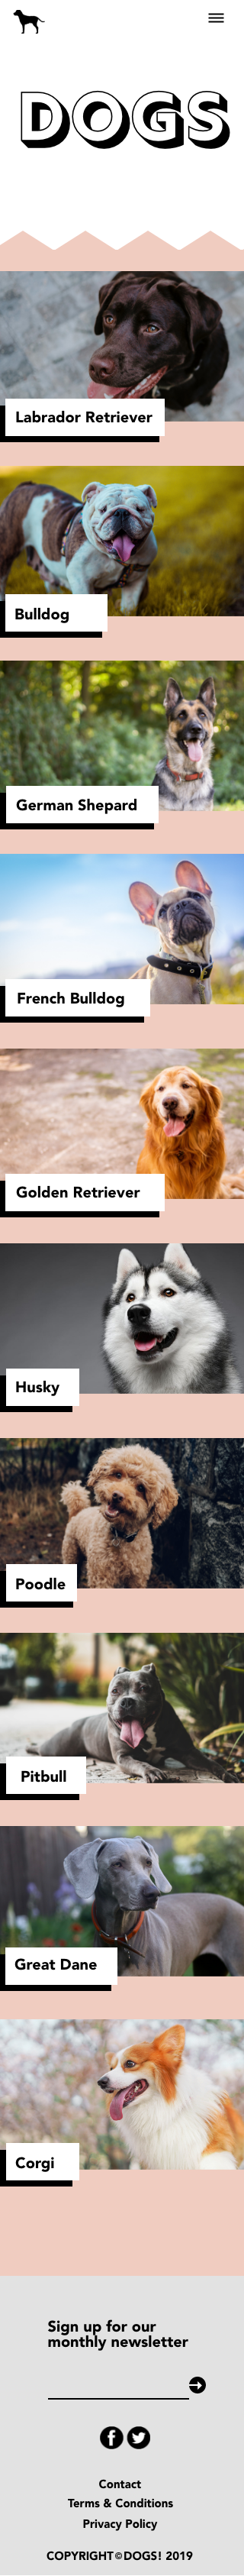 DOGS
Labrador Retriever
Bulldog
German Shepard
French Bulldog
Golden Retriever
Husky
Poodle
Pitbull
Great Dane
Corgi
Sign up for our
monthly newsletter
Contact
Terms & Conditions
Privacy Policy
COPYRIGHT©DOGS! 2019